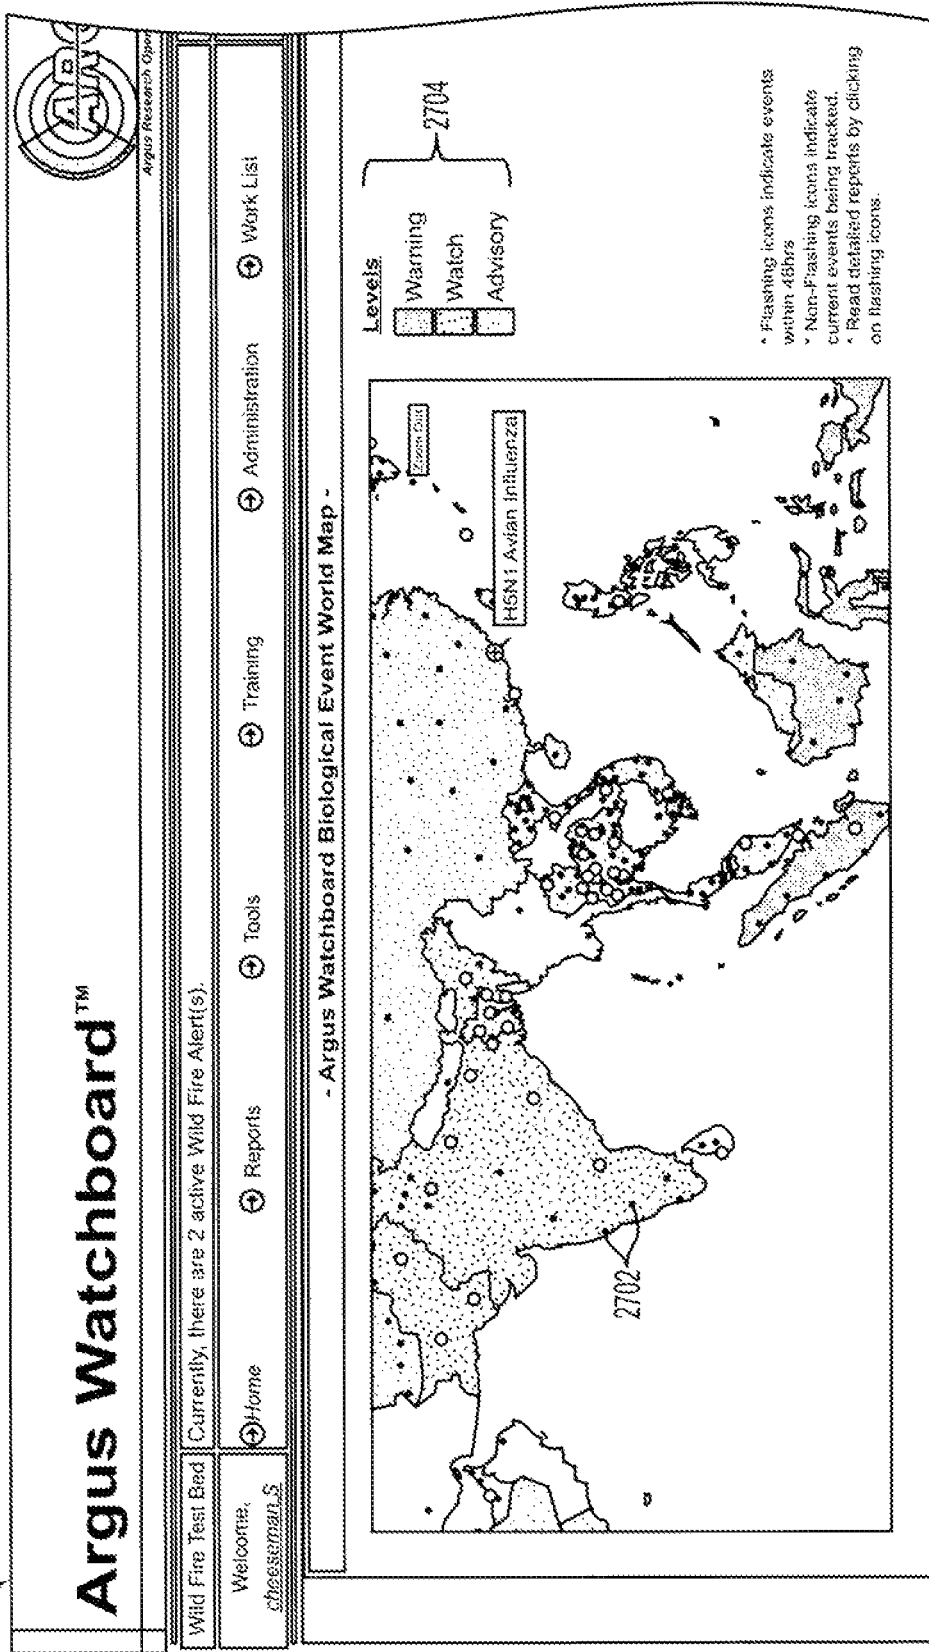 Argus Watchboard™
ARG
Argus Research Oper
Wild Fire Test Bed
Currently, there are 2 active Wild Fire Alert(s).
Welcome,
cheeseman.s
Home
Reports
Tools
Training
Administration
Work List
- Argus Watchboard Biological Event World Map -
Levels
Warning
Watch
Advisory
2704
H5N1 Avian Influenza
2702
* Flashing icons indicate events
within 48hrs
* Non-Flashing icons indicate
current events being tracked.
* Read detailed reports by clicking
on flashing icons.